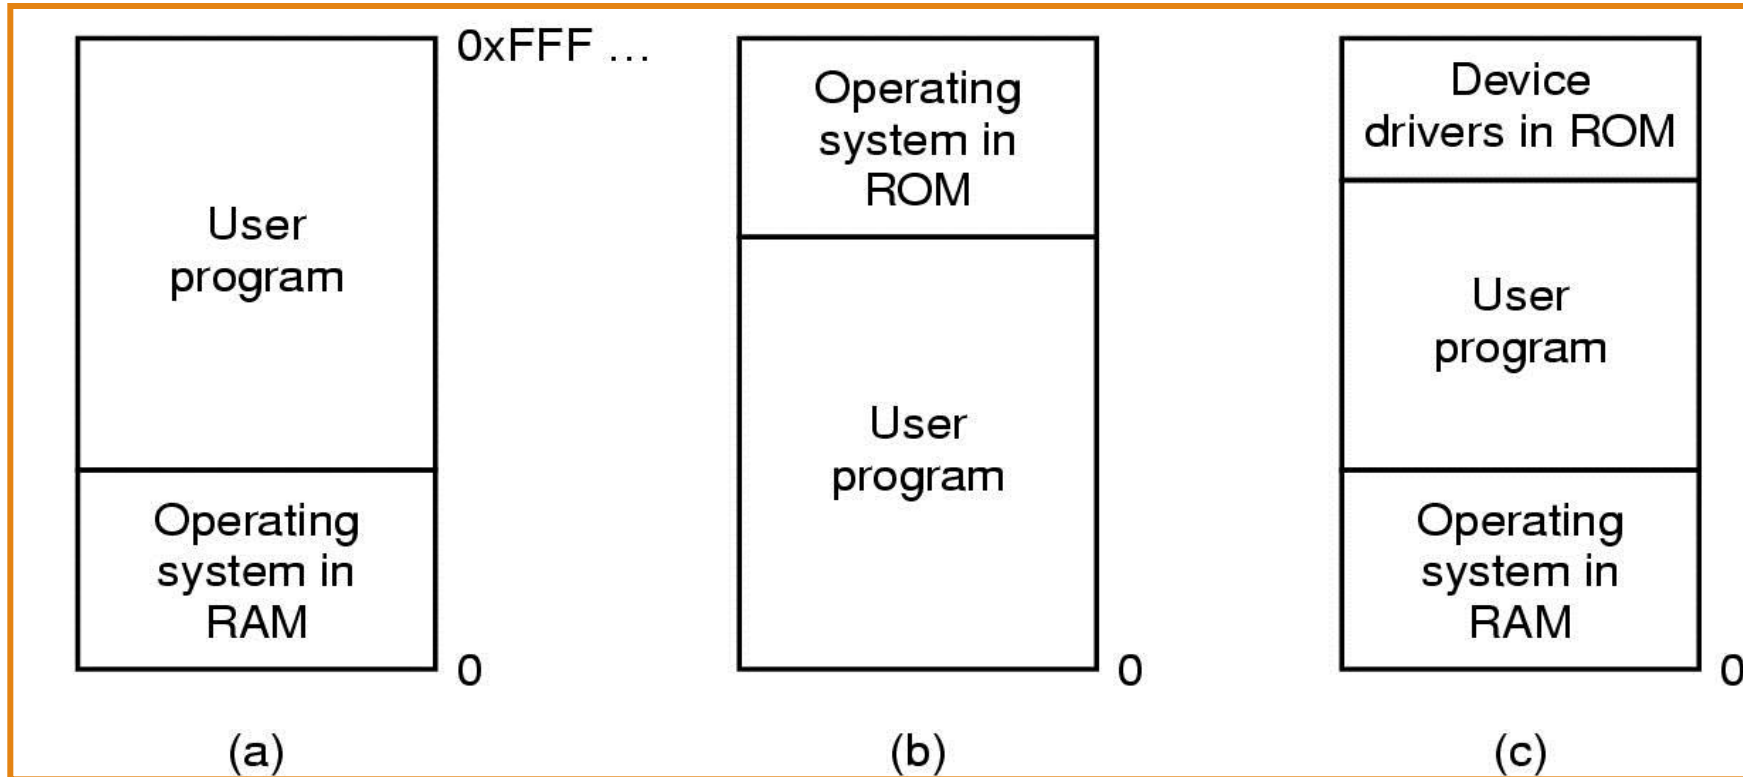 User
program
Operating
system in
RAM
0xFFF ...
0
(a)
Operating
system in
ROM
User
program
0
(b)
Device
drivers in ROM
User
program
Operating
system in
RAM
0
(c)